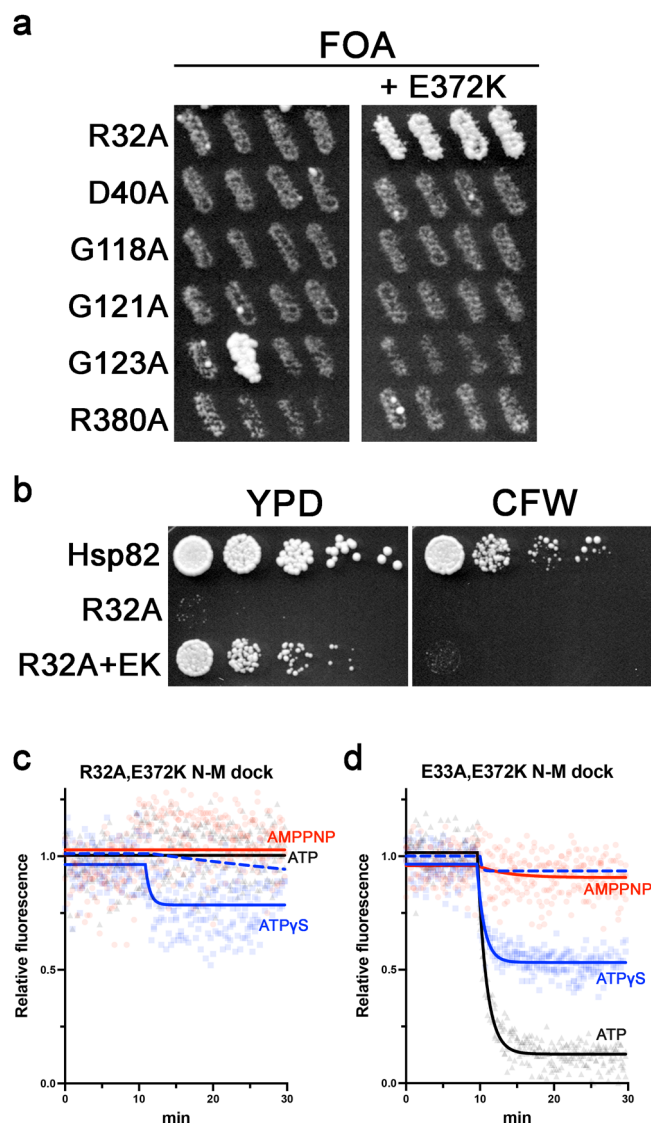 a
FOA
+ E372K
R32A
D40A
G118A
G121A
G123A
R380A
b
YPD
CFW
Hsp82
R32A
R32A+EK
c
R32A,E372K N-M dock
Relative fluorescence
1.0
0.5
0.0
AMPPNP
ATP
ATPγS
0
10
20
30
min
d
E33A,E372K N-M dock
Relative fluorescence
1.0
0.5
0.0
AMPPNP
ATPγS
ATP
0
10
20
30
min